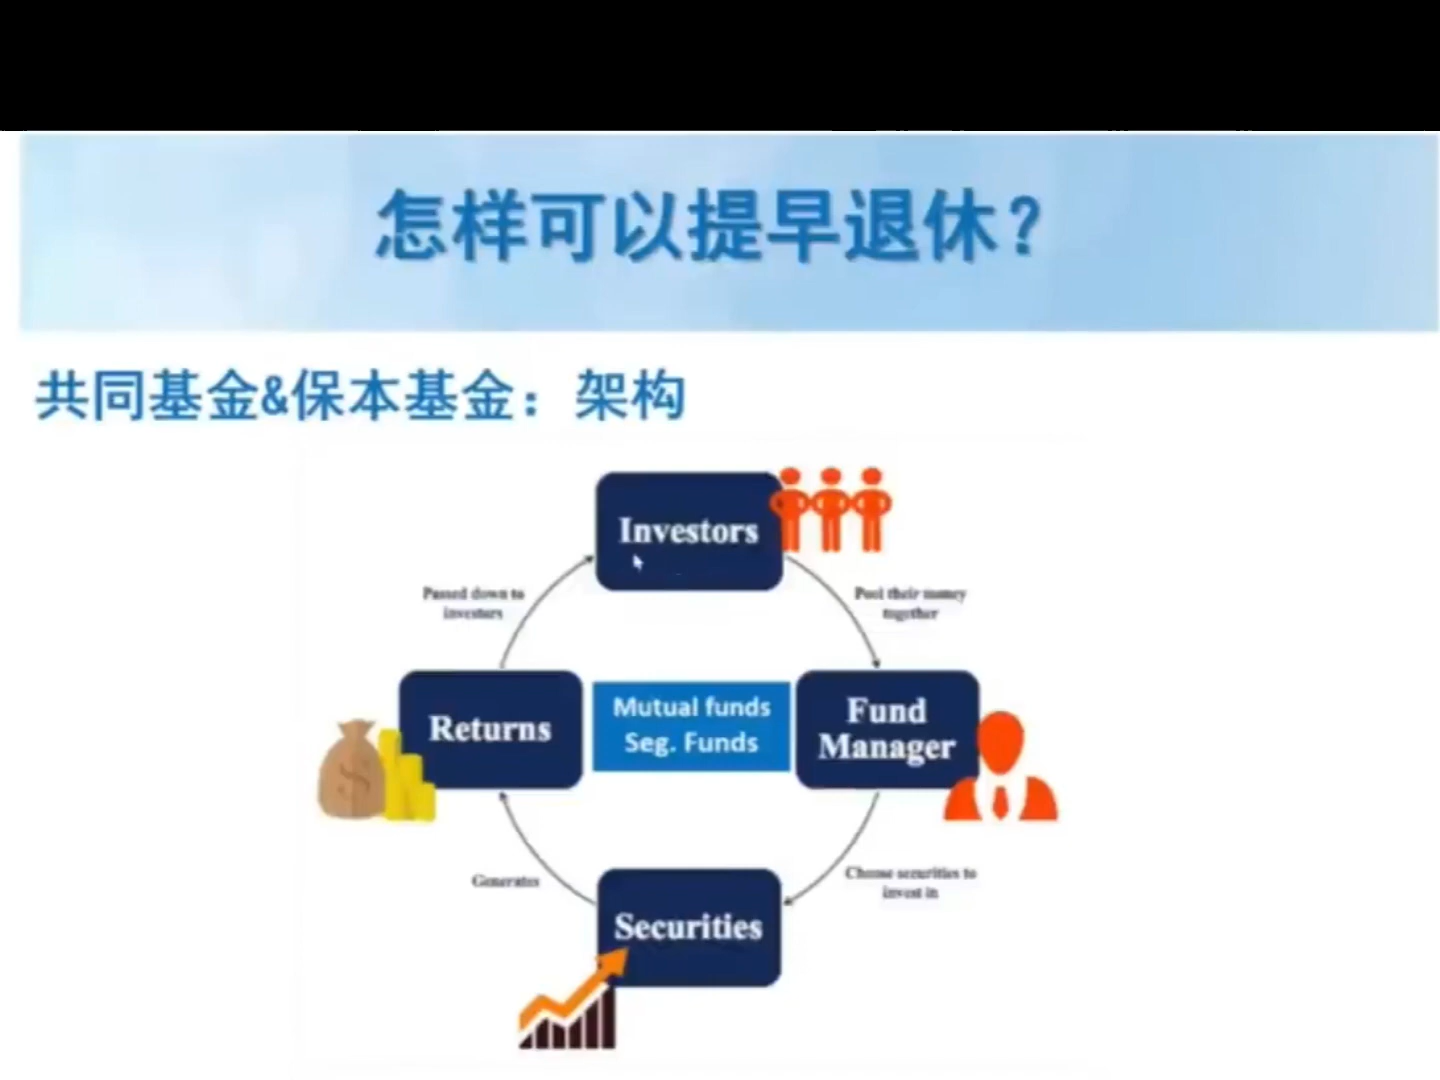 怎样可以提早退休？
共同基金&保本基金：架构
Investors
Passed down to
investors
Pool their money
together
Returns
Mutual funds
Seg. Funds
Fund
Manager
Generates
Choose securities to
invest in
Securities